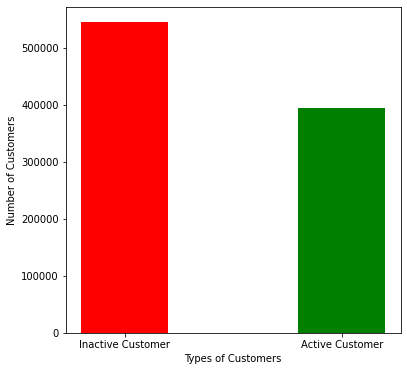 500000
400000
300000
200000
100000
0
Number of Customers
Inactive Customer
Active Customer
Types of Customers